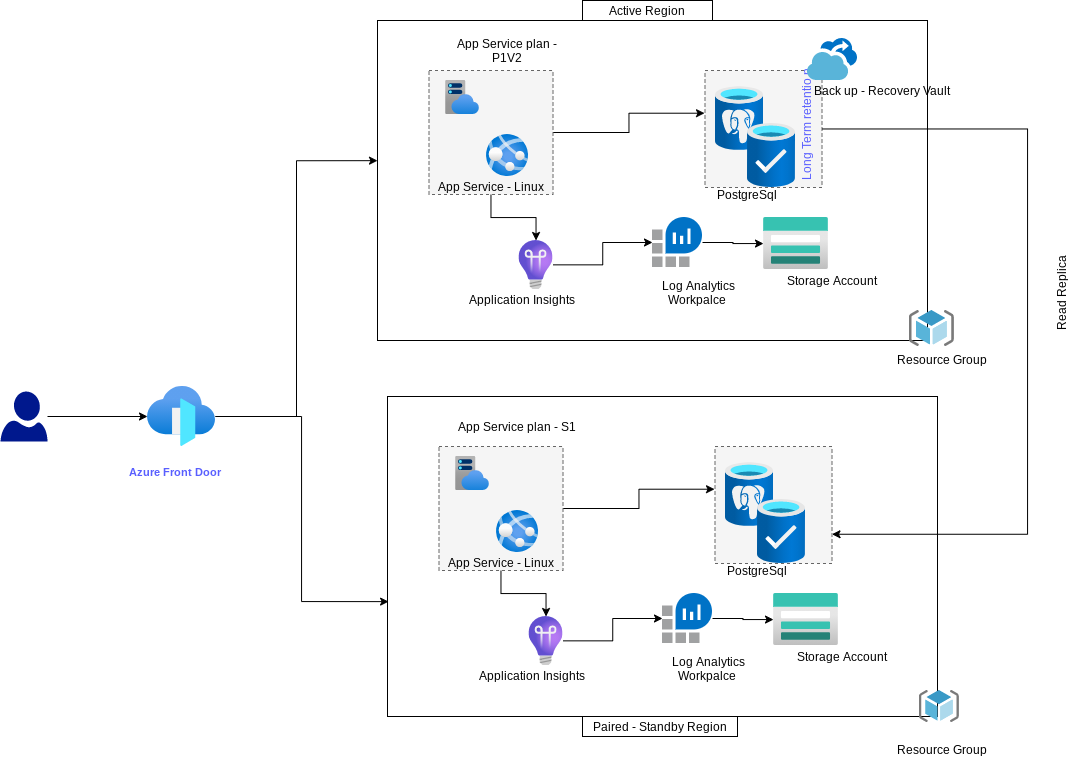 Active Region
App Service plan -
P1V2
Back up - Recovery Vault
Long Term retentio
App Service - Linux
PostgreSql
Application Insights
Log Analytics
Workpalce
Storage Account
Read Replica
Resource Group
Azure Front Door
App Service plan - S1
App Service - Linux
PostgreSql
Application Insights
Log Analytics
Workpalce
Storage Account
Paired - Standby Region
Resource Group